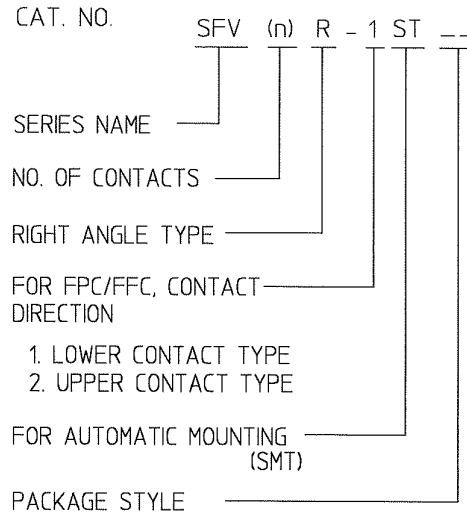 CAT. NO.
SFV (n) R - 1 ST __
SERIES NAME
NO. OF CONTACTS
RIGHT ANGLE TYPE
FOR FPC/FFC, CONTACT
DIRECTION
1. LOWER CONTACT TYPE
2. UPPER CONTACT TYPE
FOR AUTOMATIC MOUNTING
(SMT)
PACKAGE STYLE